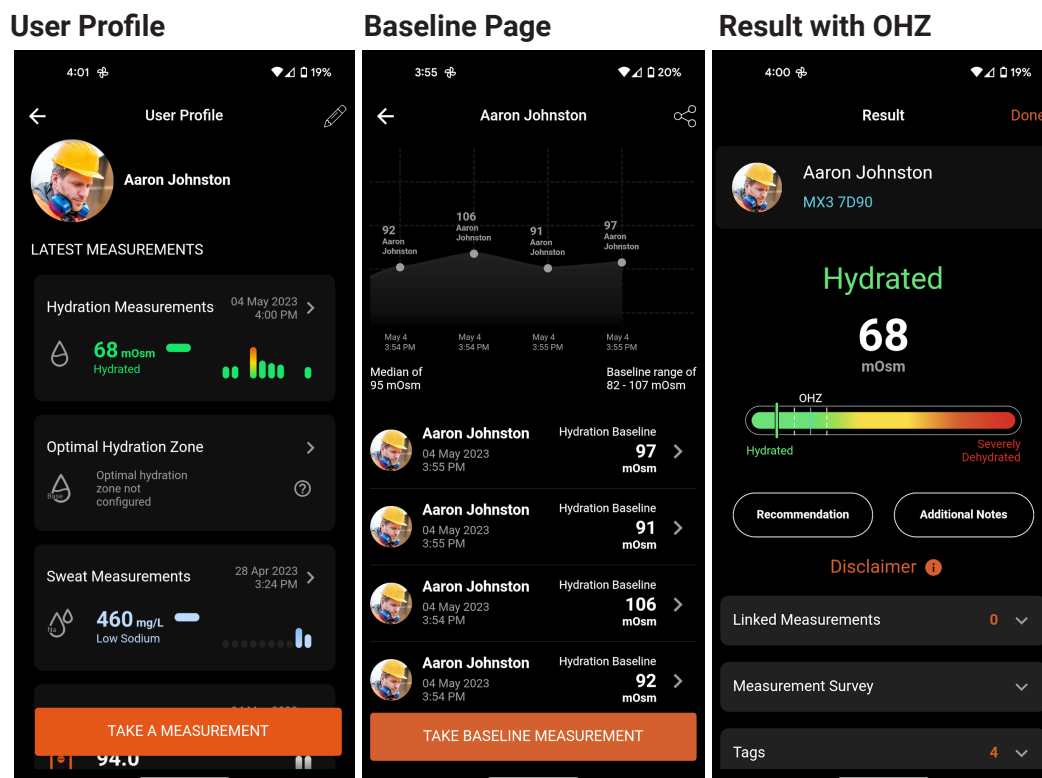 User Profile
4:01
19%
User Profile
Aaron Johnston
LATEST MEASUREMENTS
Hydration Measurements
04 May 2023
4:00 PM
68 mOsm
Hydrated
Optimal Hydration Zone
Base
Optimal hydration
zone not
configured
Sweat Measurements
28 Apr 2023
3:24 PM
Na
460 mg/L
Low Sodium
TAKE A MEASUREMENT
94.0
Baseline Page
3:55
20%
Aaron Johnston
92
Aaron
Johnston
106
Aaron
Johnston
91
Aaron
Johnston
97
Aaron
Johnston
May 4
3:54 PM
May 4
3:54 PM
May 4
3:55 PM
May 4
3:55 PM
Median of
95 mOsm
Baseline range of
82 - 107 mOsm
Aaron Johnston
04 May 2023
3:55 PM
Hydration Baseline
97
mOsm
Aaron Johnston
04 May 2023
3:55 PM
Hydration Baseline
91
mOsm
Aaron Johnston
04 May 2023
3:54 PM
Hydration Baseline
106
mOsm
Aaron Johnston
04 May 2023
3:54 PM
Hydration Baseline
92
mOsm
TAKE BASELINE MEASUREMENT
Result with OHZ
4:00
19%
Result
Done
Aaron Johnston
MX3 7D90
Hydrated
68
mOsm
OHZ
Hydrated
Severely
Dehydrated
Recommendation
Additional Notes
Disclaimer
Linked Measurements 0
Measurement Survey
Tags 4